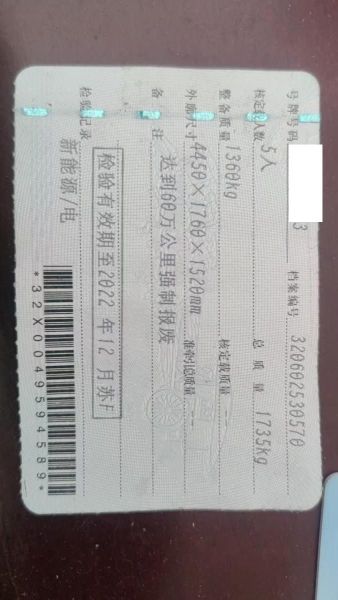 号牌号码 3 档案编号 320602530570
核定载人数 5人 总质量 1735kg
整备质量 1360kg 核定载质量 --
外廓尺寸 4450×1760×1520mm 准牵引总质量 --
备注 达到60万公里强制报废
检验有效期至2022年12月苏F
检验记录
新能源/电
*32X0049594589*